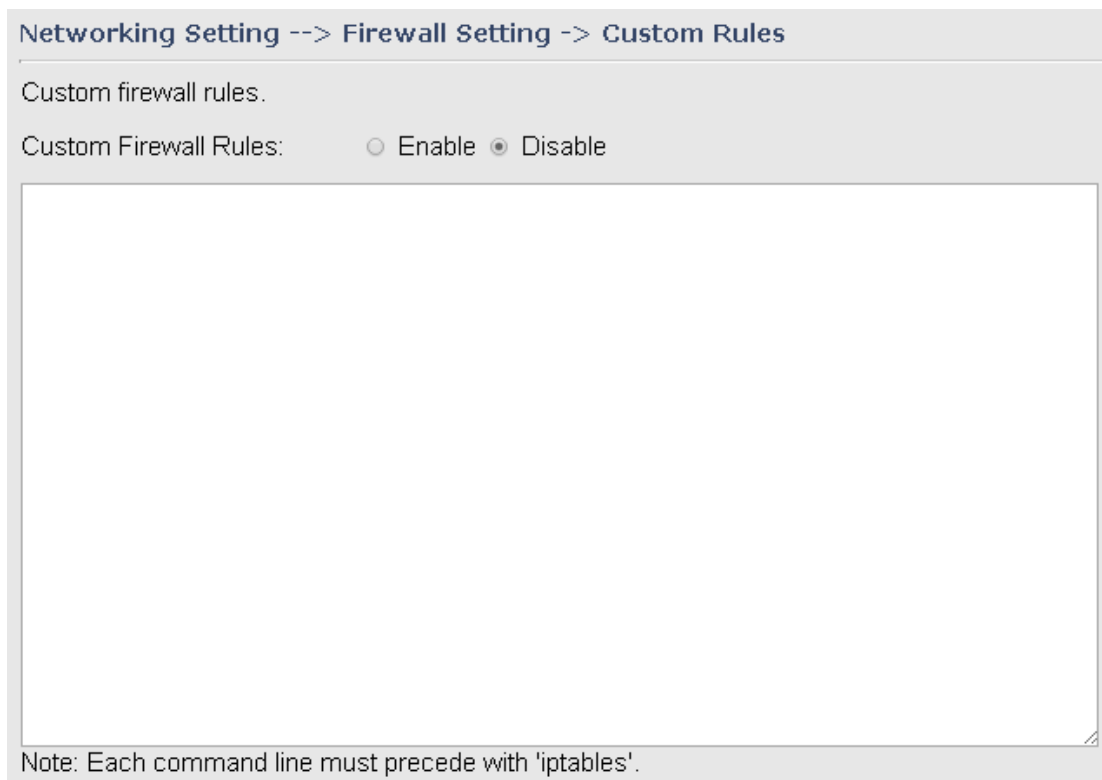 Networking Setting --> Firewall Setting -> Custom Rules
Custom firewall rules.
Custom Firewall Rules: Enable Disable
Note: Each command line must precede with 'iptables'.